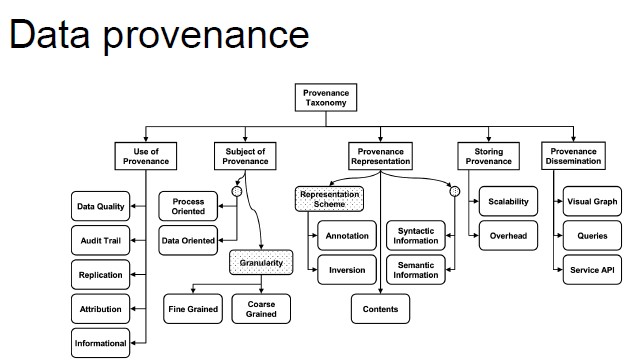 Data provenance
Provenance
Taxonomy
Use of
Provenance
Subject of
Provenance
Provenance
Representation
Storing
Provenance
Provenance
Dissemination
Data Quality
Audit Trail
Replication
Attribution
Informational
Process
Oriented
Data Oriented
Granularity
Fine Grained
Coarse
Grained
Representation
Scheme
Annotation
Inversion
Syntactic
Information
Semantic
Information
Contents
Scalability
Overhead
Visual Graph
Queries
Service API